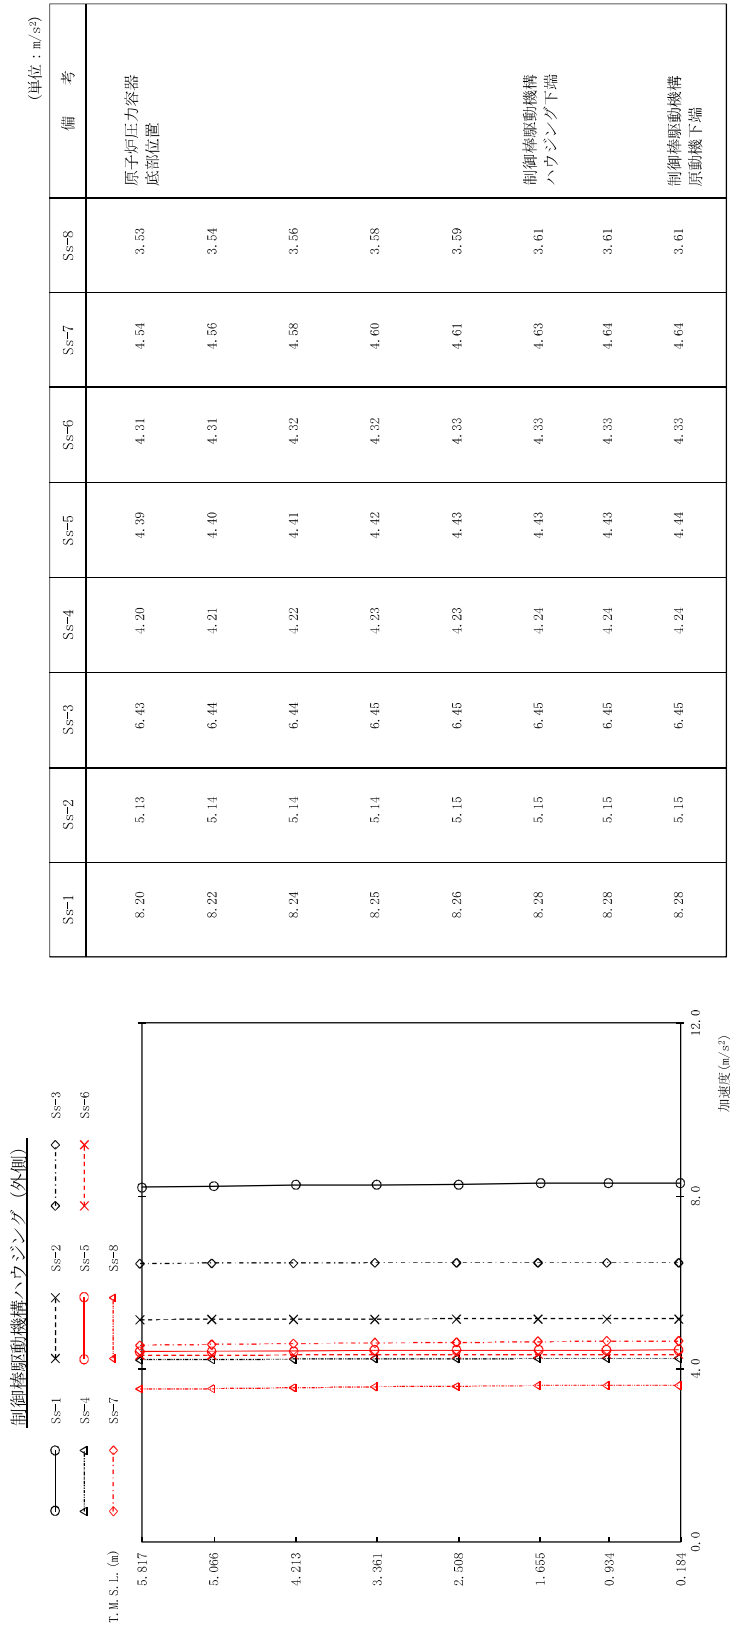 制御棒駆動機構ハウジング (外側)
Ss-1 Ss-2 Ss-3
Ss-4 Ss-5 Ss-6
Ss-7 Ss-8
T.M.S.L.(m)
5.817
5.066
4.213
3.361
2.508
1.655
0.934
0.184
0.0 4.0 8.0 12.0
加速度(m/s²)
(単位：m/s²)
Ss-1 Ss-2 Ss-3 Ss-4 Ss-5 Ss-6 Ss-7 Ss-8 備 考
8.20 5.13 6.43 4.20 4.39 4.31 4.54 3.53 原子炉圧力容器
底部位置
8.22 5.14 6.44 4.21 4.40 4.31 4.56 3.54
8.24 5.14 6.44 4.22 4.41 4.32 4.58 3.56
8.25 5.14 6.45 4.23 4.42 4.32 4.60 3.58
8.26 5.15 6.45 4.23 4.43 4.33 4.61 3.59
8.28 5.15 6.45 4.24 4.43 4.33 4.63 3.61 制御棒駆動機構
ハウジング下端
8.28 5.15 6.45 4.24 4.43 4.33 4.64 3.61
8.28 5.15 6.45 4.24 4.44 4.33 4.64 3.61 制御棒駆動機構
原動機下端